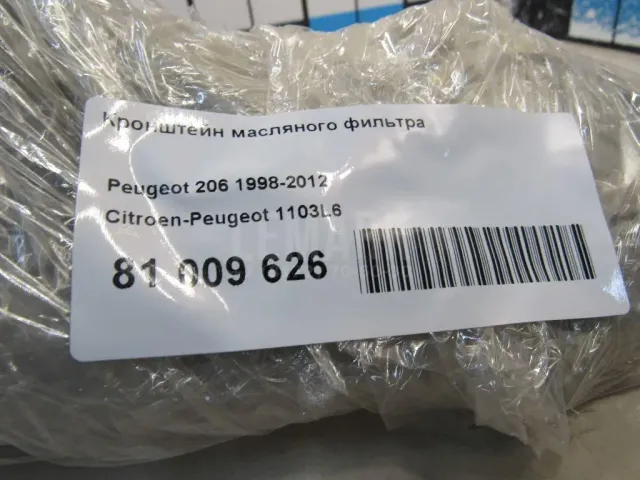 Кронштейн масляного фильтра
Peugeot 206 1998-2012
Citroen-Peugeot 1103L6
81 009 626